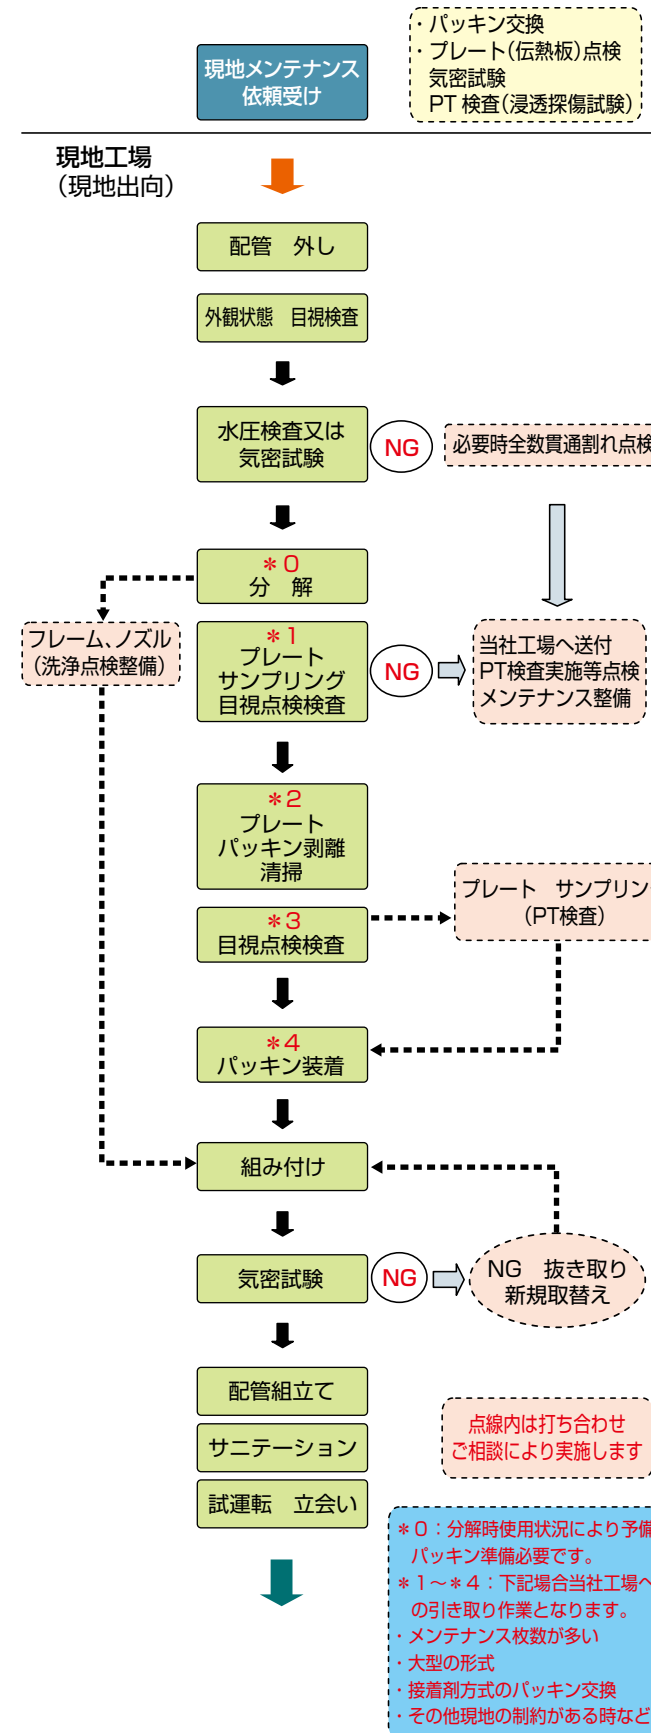 現地メンテナンス
依頼受け
・パッキン交換
・プレート(伝熱板)点検
気密試験
PT 検査(浸透探傷試験)
現地工場
(現地出向)
配管　外し
外観状態　目視検査
水圧検査又は
気密試験
NG
必要時全数貫通割れ点検
＊0
分　解
フレーム、ノズル
(洗浄点検整備)
＊1
プレート
サンプリング
目視点検検査
NG
当社工場へ送付
PT検査実施等点検
メンテナンス整備
＊2
プレート
パッキン剥離
清掃
＊3
目視点検検査
プレート　サンプリン
(PT検査)
＊4
パッキン装着
組み付け
気密試験
NG
NG　抜き取り
新規取替え
配管組立て
サニテーション
試運転　立会い
点線内は打ち合わせ
ご相談により実施します
＊0：分解時使用状況により予備
パッキン準備必要です。
＊1～＊4：下記場合当社工場へ
の引き取り作業となります。
・メンテナンス枚数が多い
・大型の形式
・接着剤方式のパッキン交換
・その他現地の制約がある時など